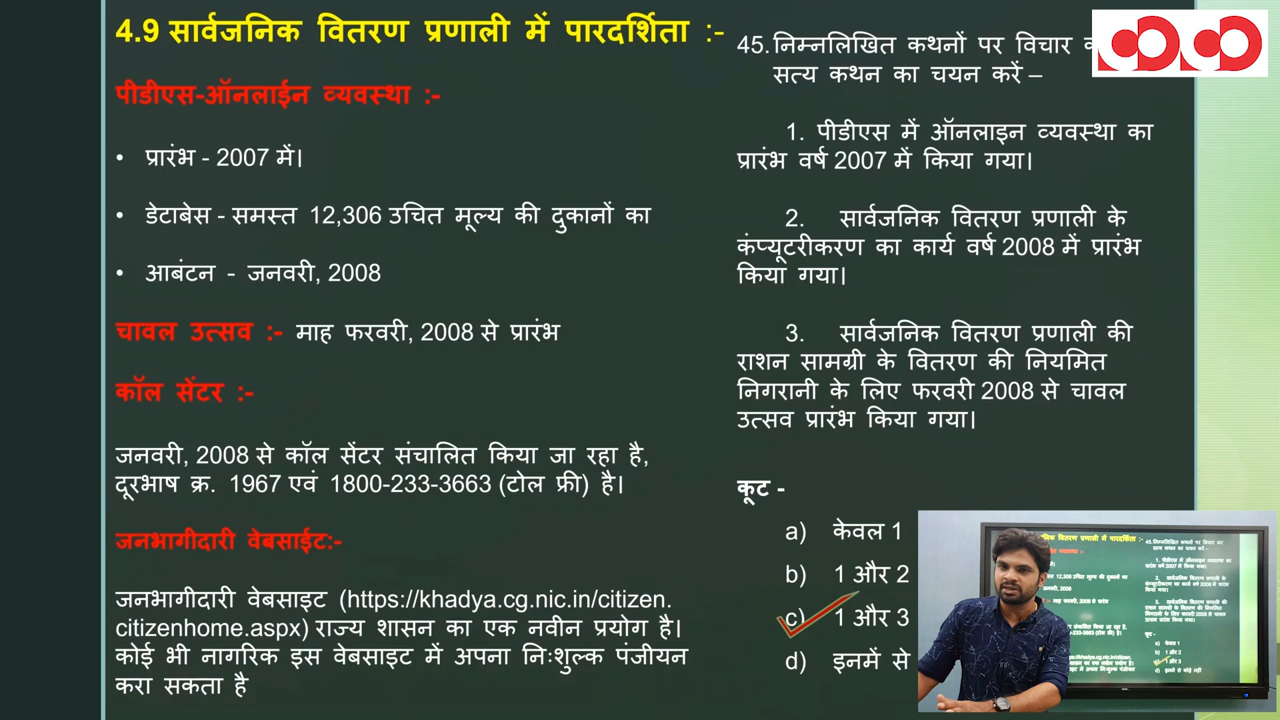 4.9 सार्वजनिक वितरण प्रणाली में पारदर्शिता :-
पीडीएस-ऑनलाईन व्यवस्था :-
• प्रारंभ - 2007 में।
• डेटाबेस - समस्त 12,306 उचित मूल्य की दुकानों का
• आबंटन - जनवरी, 2008
चावल उत्सव :- माह फरवरी, 2008 से प्रारंभ
कॉल सेंटर :-
जनवरी, 2008 से कॉल सेंटर संचालित किया जा रहा है,
दूरभाष क्र. 1967 एवं 1800-233-3663 (टोल फ्री) है।
जनभागीदारी वेबसाईट:-
जनभागीदारी वेबसाइट (https://khadya.cg.nic.in/citizen.
citizenhome.aspx) राज्य शासन का एक नवीन प्रयोग है।
कोई भी नागरिक इस वेबसाइट में अपना निःशुल्क पंजीयन
करा सकता है
45. निम्नलिखित कथनों पर विचार
सत्य कथन का चयन करें –
1. पीडीएस में ऑनलाइन व्यवस्था का
प्रारंभ वर्ष 2007 में किया गया।
2. सार्वजनिक वितरण प्रणाली के
कंप्यूटरीकरण का कार्य वर्ष 2008 में प्रारंभ
किया गया।
3. सार्वजनिक वितरण प्रणाली की
राशन सामग्री के वितरण की नियमित
निगरानी के लिए फरवरी 2008 से चावल
उत्सव प्रारंभ किया गया।
कूट -
a) केवल 1
b) 1 और 2
c) 1 और 3
d) इनमें से